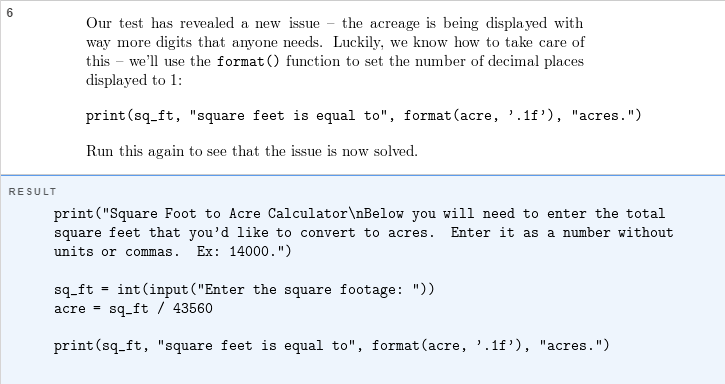 6
Our test has revealed a new issue – the acreage is being displayed with
way more digits that anyone needs. Luckily, we know how to take care of
this – we'll use the format() function to set the number of decimal places
displayed to 1:
print(sq_ft, "square feet is equal to", format(acre, '.1f'), "acres.")
Run this again to see that the issue is now solved.
RESULT
print("Square Foot to Acre Calculator\nBelow you will need to enter the total
square feet that you'd like to convert to acres. Enter it as a number without
units or commas. Ex: 14000.")
sq_ft = int(input("Enter the square footage: "))
acre = sq_ft / 43560
print(sq_ft, "square feet is equal to", format(acre, '.1f'), "acres.")